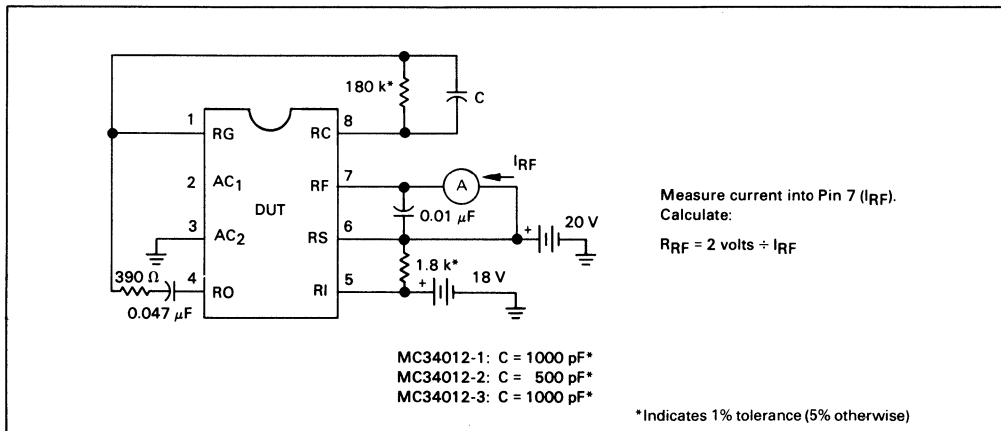 180 k*
C
1
RG
RC
8
IRF
2
AC1
RF
7
A
DUT
0.01 µF
3
AC2
RS
6
+
20 V
390 Ω
4
RO
1.8 k*
RI
5
+
18 V
0.047 µF
Measure current into Pin 7 (IRF).
Calculate:
RRF = 2 volts ÷ IRF
MC34012-1: C = 1000 pF*
MC34012-2: C = 500 pF*
MC34012-3: C = 1000 pF*
*Indicates 1% tolerance (5% otherwise)